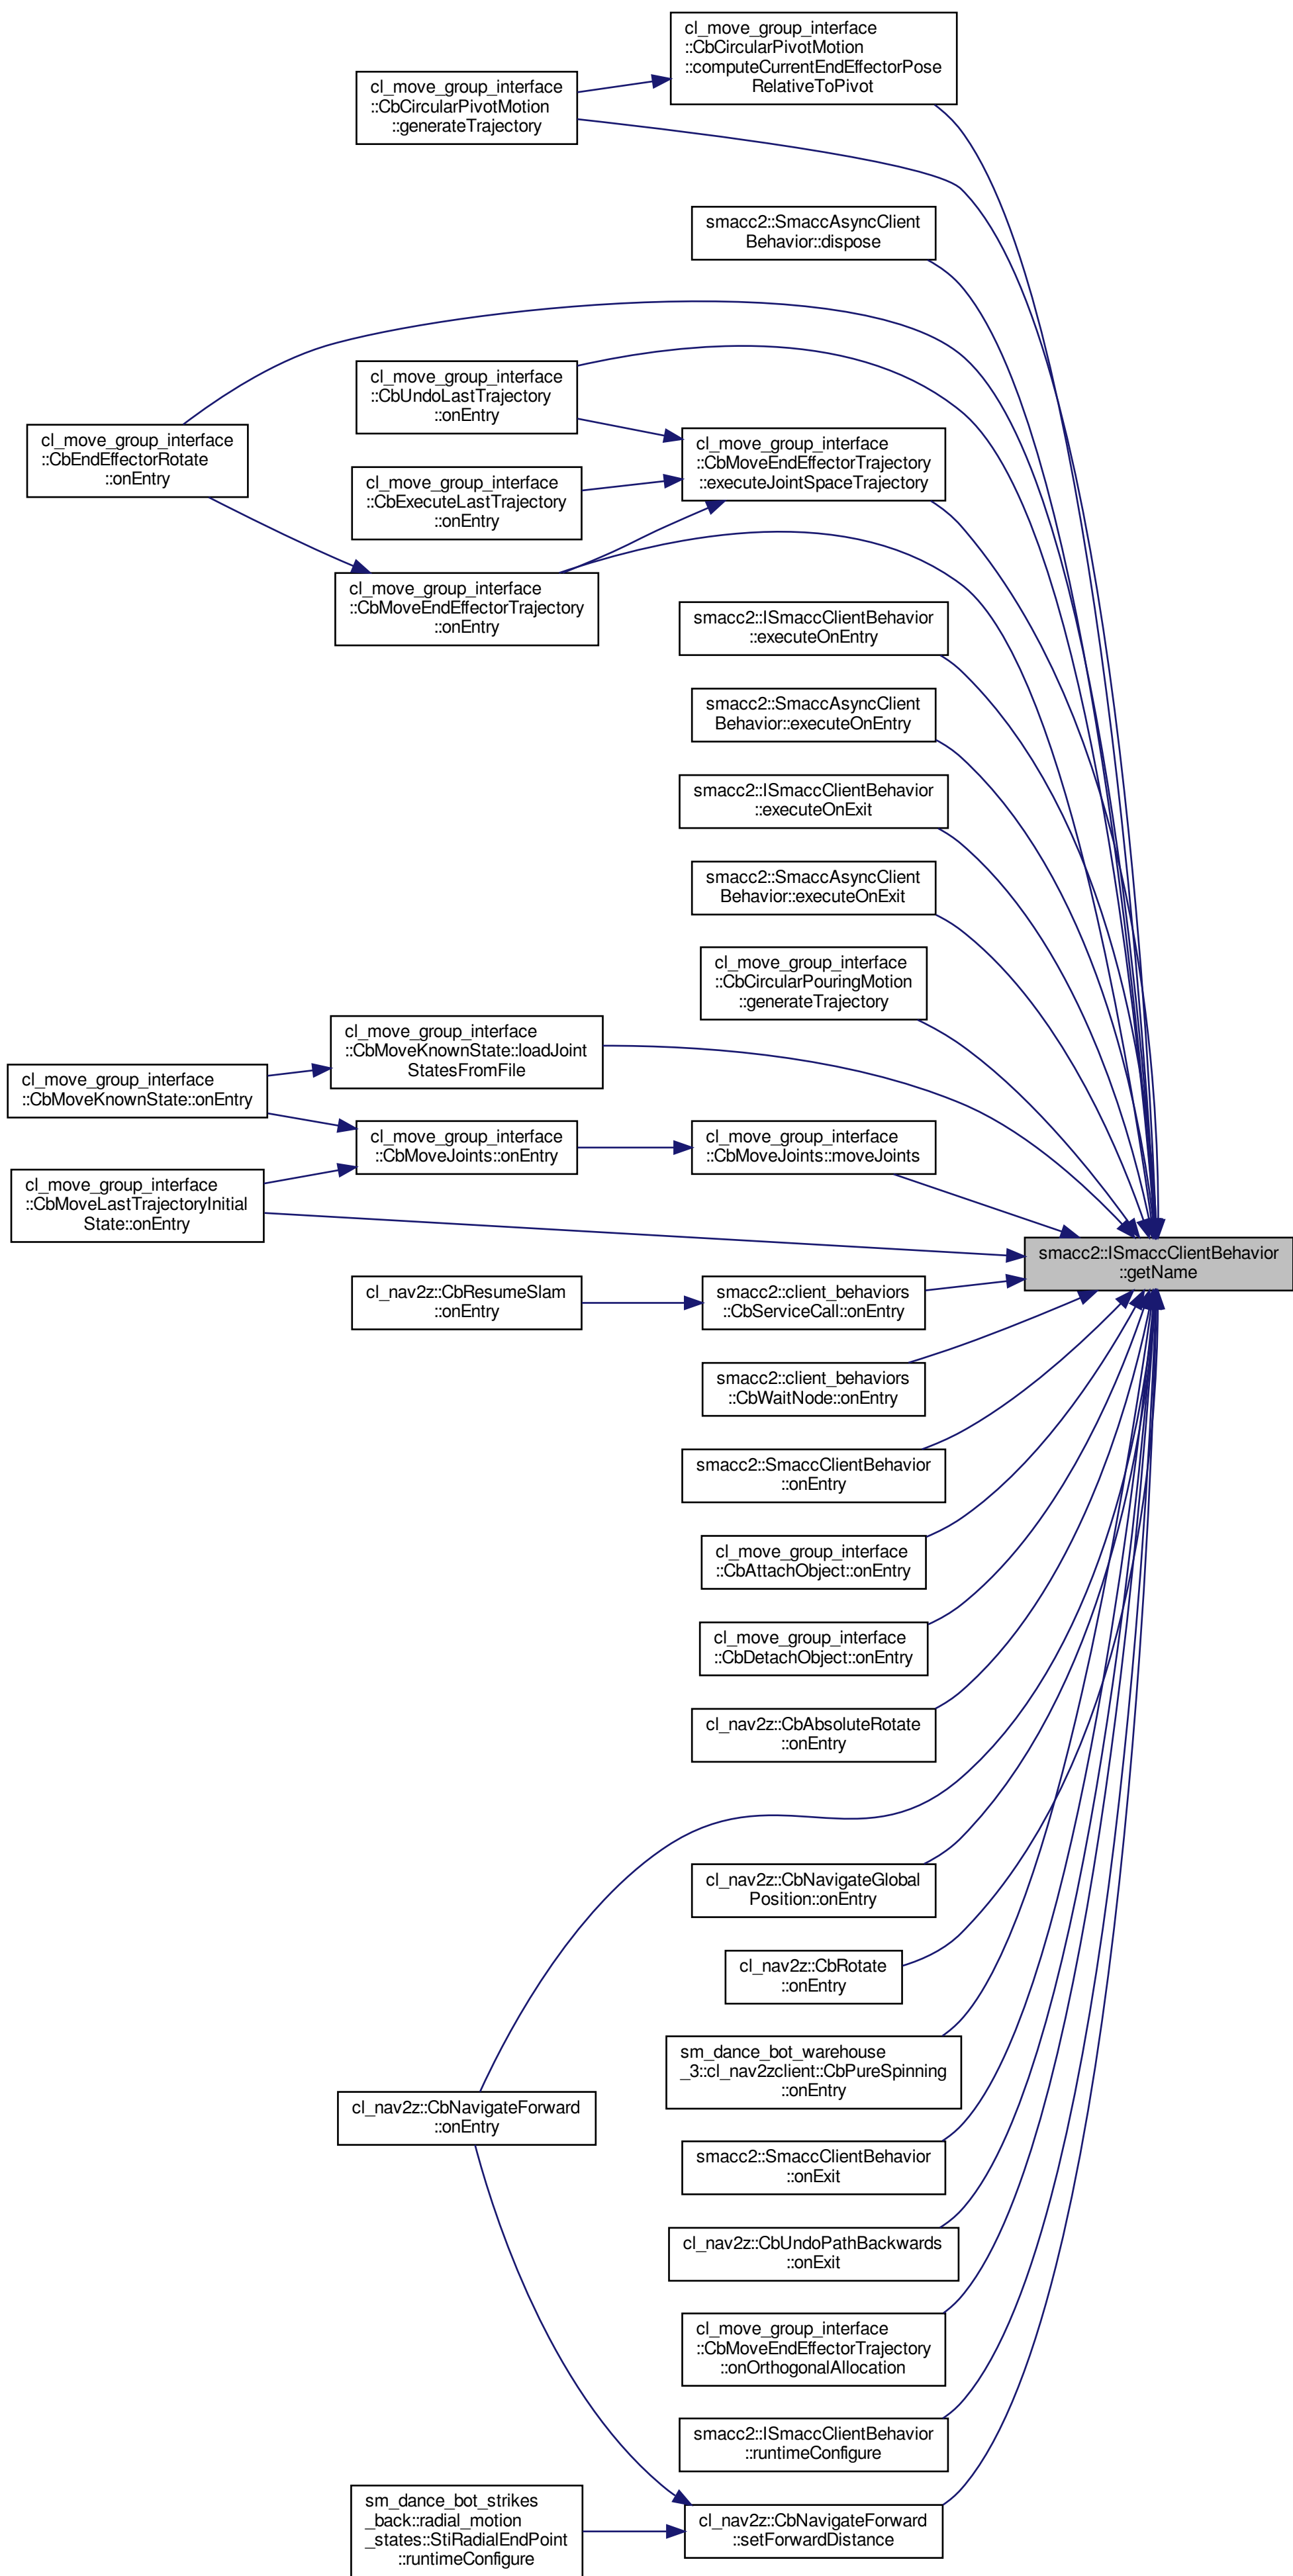 cl_move_group_interface
::CbCircularPivotMotion
::computeCurrentEndEffectorPose
RelativeToPivot
cl_move_group_interface
::CbCircularPivotMotion
::generateTrajectory
smacc2::SmaccAsyncClient
Behavior::dispose
cl_move_group_interface
::CbUndoLastTrajectory
::onEntry
cl_move_group_interface
::CbEndEffectorRotate
::onEntry
cl_move_group_interface
::CbMoveEndEffectorTrajectory
::executeJointSpaceTrajectory
cl_move_group_interface
::CbExecuteLastTrajectory
::onEntry
cl_move_group_interface
::CbMoveEndEffectorTrajectory
::onEntry
smacc2::ISmaccClientBehavior
::executeOnEntry
smacc2::SmaccAsyncClient
Behavior::executeOnEntry
smacc2::ISmaccClientBehavior
::executeOnExit
smacc2::SmaccAsyncClient
Behavior::executeOnExit
cl_move_group_interface
::CbCircularPouringMotion
::generateTrajectory
cl_move_group_interface
::CbMoveKnownState::loadJoint
StatesFromFile
cl_move_group_interface
::CbMoveKnownState::onEntry
cl_move_group_interface
::CbMoveJoints::onEntry
cl_move_group_interface
::CbMoveJoints::moveJoints
cl_move_group_interface
::CbMoveLastTrajectoryInitial
State::onEntry
smacc2::ISmaccClientBehavior
::getName
cl_nav2z::CbResumeSlam
::onEntry
smacc2::client_behaviors
::CbServiceCall::onEntry
smacc2::client_behaviors
::CbWaitNode::onEntry
smacc2::SmaccClientBehavior
::onEntry
cl_move_group_interface
::CbAttachObject::onEntry
cl_move_group_interface
::CbDetachObject::onEntry
cl_nav2z::CbAbsoluteRotate
::onEntry
cl_nav2z::CbNavigateGlobal
Position::onEntry
cl_nav2z::CbRotate
::onEntry
sm_dance_bot_warehouse
_3::cl_nav2zclient::CbPureSpinning
::onEntry
cl_nav2z::CbNavigateForward
::onEntry
smacc2::SmaccClientBehavior
::onExit
cl_nav2z::CbUndoPathBackwards
::onExit
cl_move_group_interface
::CbMoveEndEffectorTrajectory
::onOrthogonalAllocation
smacc2::ISmaccClientBehavior
::runtimeConfigure
sm_dance_bot_strikes
_back::radial_motion
_states::StiRadialEndPoint
::runtimeConfigure
cl_nav2z::CbNavigateForward
::setForwardDistance